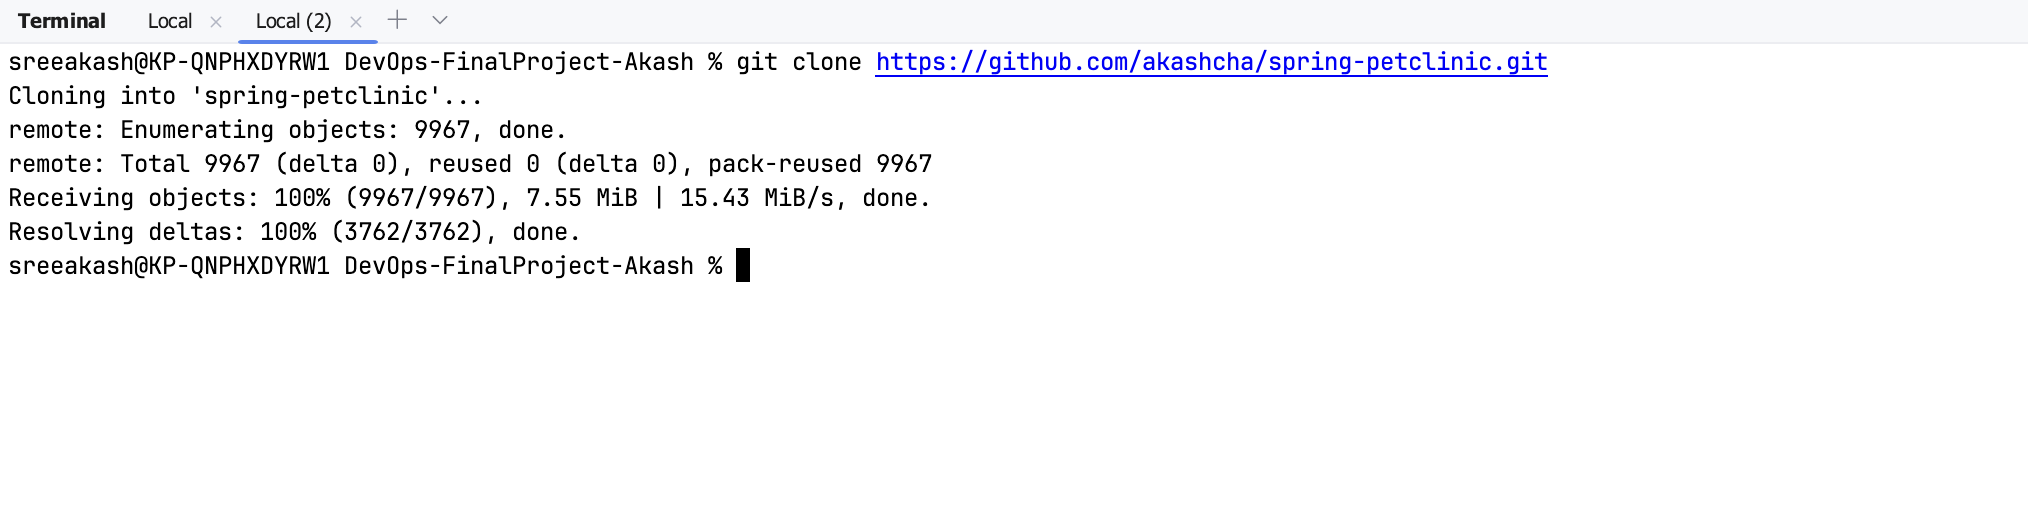 Terminal Local × Local (2) ×
sreeakash@KP-QNPHXDYRW1 DevOps-FinalProject-Akash % git clone https://github.com/akashcha/spring-petclinic.git
Cloning into 'spring-petclinic'...
remote: Enumerating objects: 9967, done.
remote: Total 9967 (delta 0), reused 0 (delta 0), pack-reused 9967
Receiving objects: 100% (9967/9967), 7.55 MiB | 15.43 MiB/s, done.
Resolving deltas: 100% (3762/3762), done.
sreeakash@KP-QNPHXDYRW1 DevOps-FinalProject-Akash %